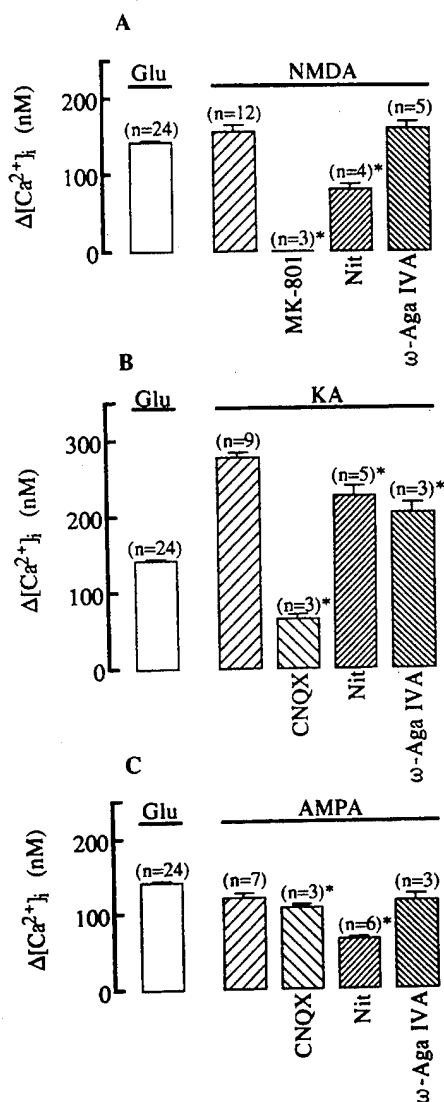 A
Glu
NMDA
Δ[Ca²⁺]ᵢ (nM)
200
100
0
(n=24)
(n=12)
(n=3)*
(n=4)*
(n=5)
MK-801
Nit
ω-Aga IVA
B
Glu
KA
Δ[Ca²⁺]ᵢ (nM)
300
200
100
0
(n=24)
(n=9)
(n=3)*
(n=5)*
(n=3)*
CNQX
Nit
ω-Aga IVA
C
Glu
AMPA
Δ[Ca²⁺]ᵢ (nM)
200
100
0
(n=24)
(n=7)
(n=3)*
(n=6)*
(n=3)
CNQX
Nit
ω-Aga IVA